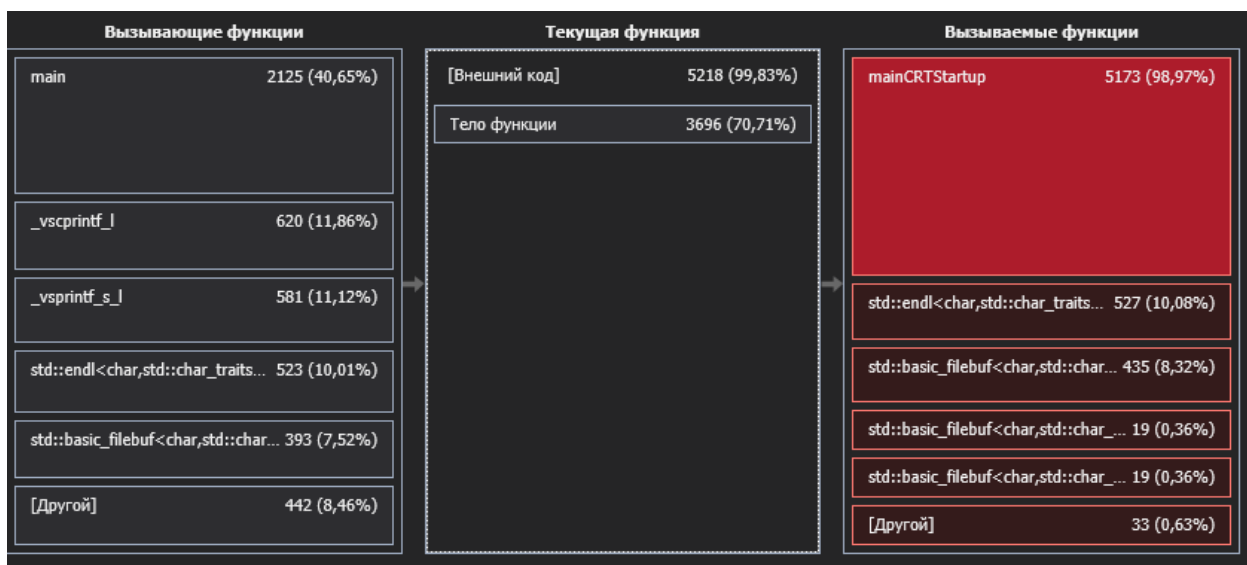 Вызывающие функции
main 2125 (40,65%)
_vscprintf_l 620 (11,86%)
_vsprintf_s_l 581 (11,12%)
std::endl<char,std::char_traits... 523 (10,01%)
std::basic_filebuf<char,std::char... 393 (7,52%)
[Другой] 442 (8,46%)
Текущая функция
[Внешний код] 5218 (99,83%)
Тело функции 3696 (70,71%)
Вызываемые функции
mainCRTStartup 5173 (98,97%)
std::endl<char,std::char_traits... 527 (10,08%)
std::basic_filebuf<char,std::char... 435 (8,32%)
std::basic_filebuf<char,std::char_... 19 (0,36%)
std::basic_filebuf<char,std::char_... 19 (0,36%)
[Другой] 33 (0,63%)